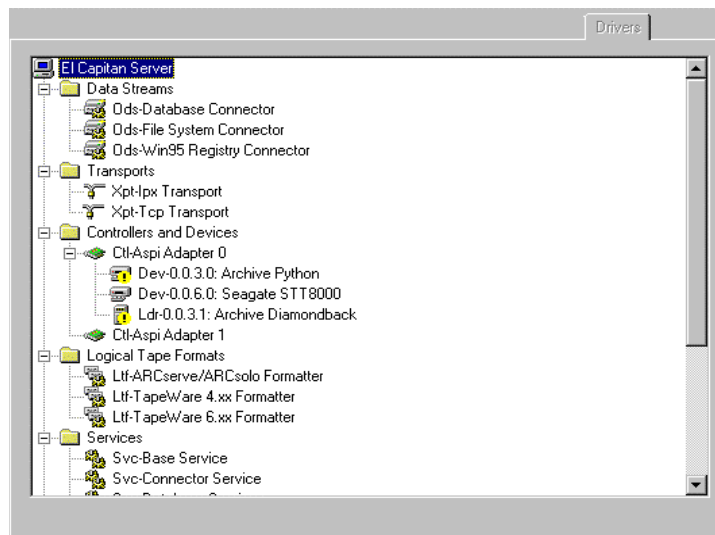 Drivers
El Capitan Server
Data Streams
Ods-Database Connector
Ods-File System Connector
Ods-Win95 Registry Connector
Transports
Xpt-Ipx Transport
Xpt-Tcp Transport
Controllers and Devices
Ctl-Aspi Adapter 0
Dev-0.0.3.0: Archive Python
Dev-0.0.6.0: Seagate STT8000
Ldr-0.0.3.1: Archive Diamondback
Ctl-Aspi Adapter 1
Logical Tape Formats
Ltf-ARCserve/ARCsolo Formatter
Ltf-TapeWare 4.xx Formatter
Ltf-TapeWare 6.xx Formatter
Services
Svc-Base Service
Svc-Connector Service